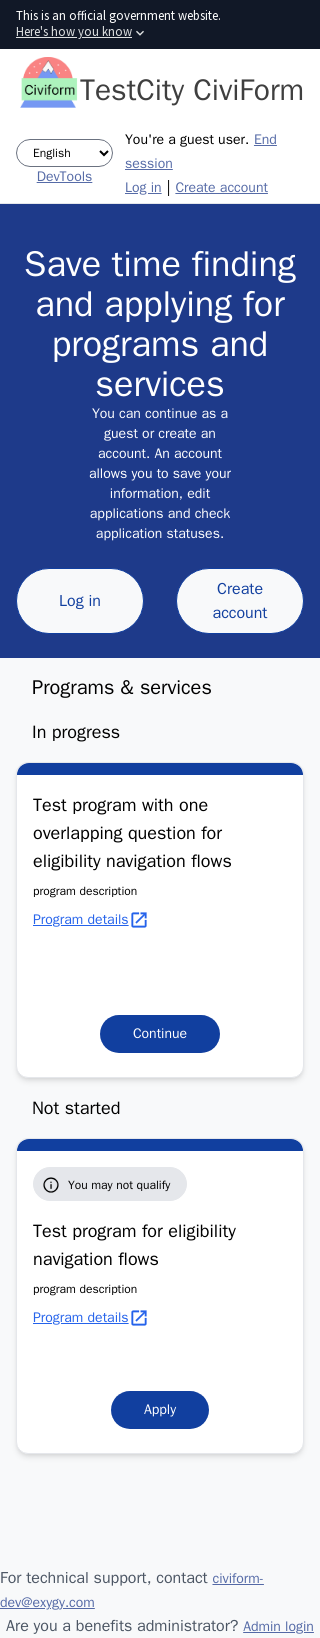 This is an official government website.
Here's how you know
Civiform
TestCity CiviForm
English
DevTools
You're a guest user. End
session
Log in | Create account
Save time finding
and applying for
programs and
services
You can continue as a
guest or create an
account. An account
allows you to save your
information, edit
applications and check
application statuses.
Log in
Create
account
Programs & services
In progress
Test program with one
overlapping question for
eligibility navigation flows
program description
Program details
Continue
Not started
You may not qualify
Test program for eligibility
navigation flows
program description
Program details
Apply
For technical support, contact civiform-
dev@exygy.com
Are you a benefits administrator? Admin login